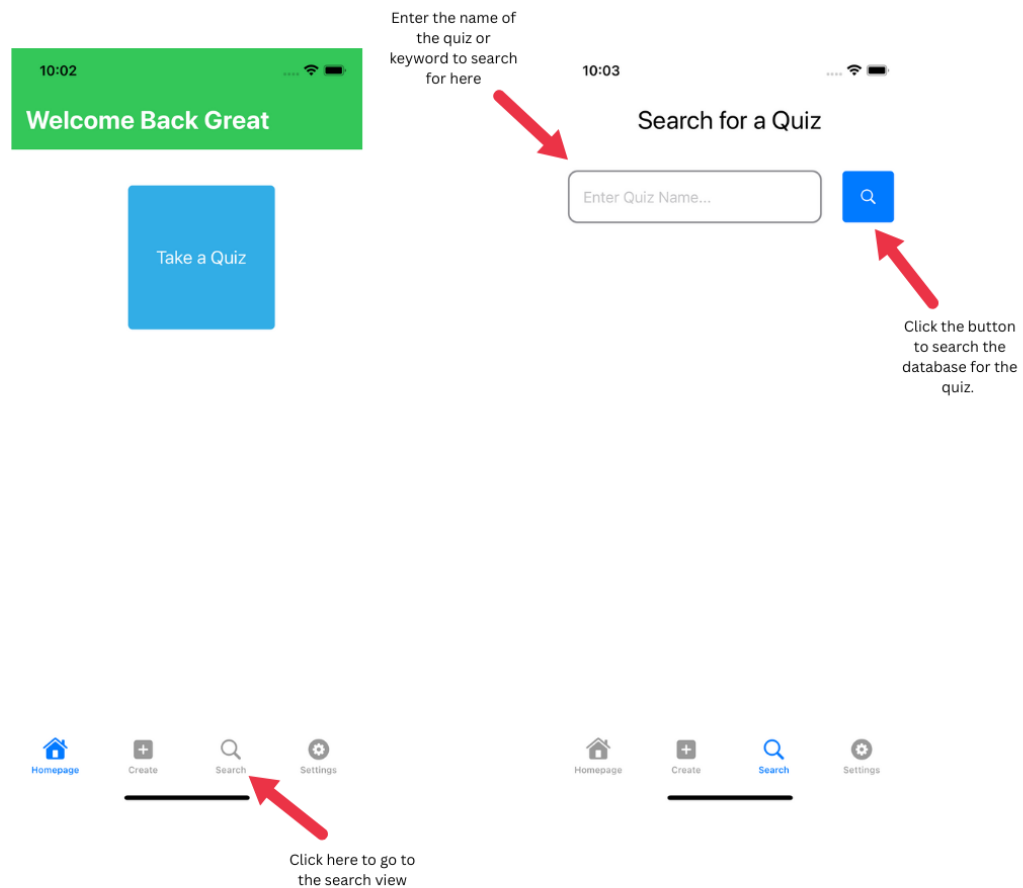 Enter the name of
the quiz or
keyword to search
for here
10:02
Welcome Back Great
Take a Quiz
Homepage
Create
Search
Settings
Click here to go to
the search view
10:03
Search for a Quiz
Enter Quiz Name...
Click the button
to search the
database for the
quiz.
Homepage
Create
Search
Settings